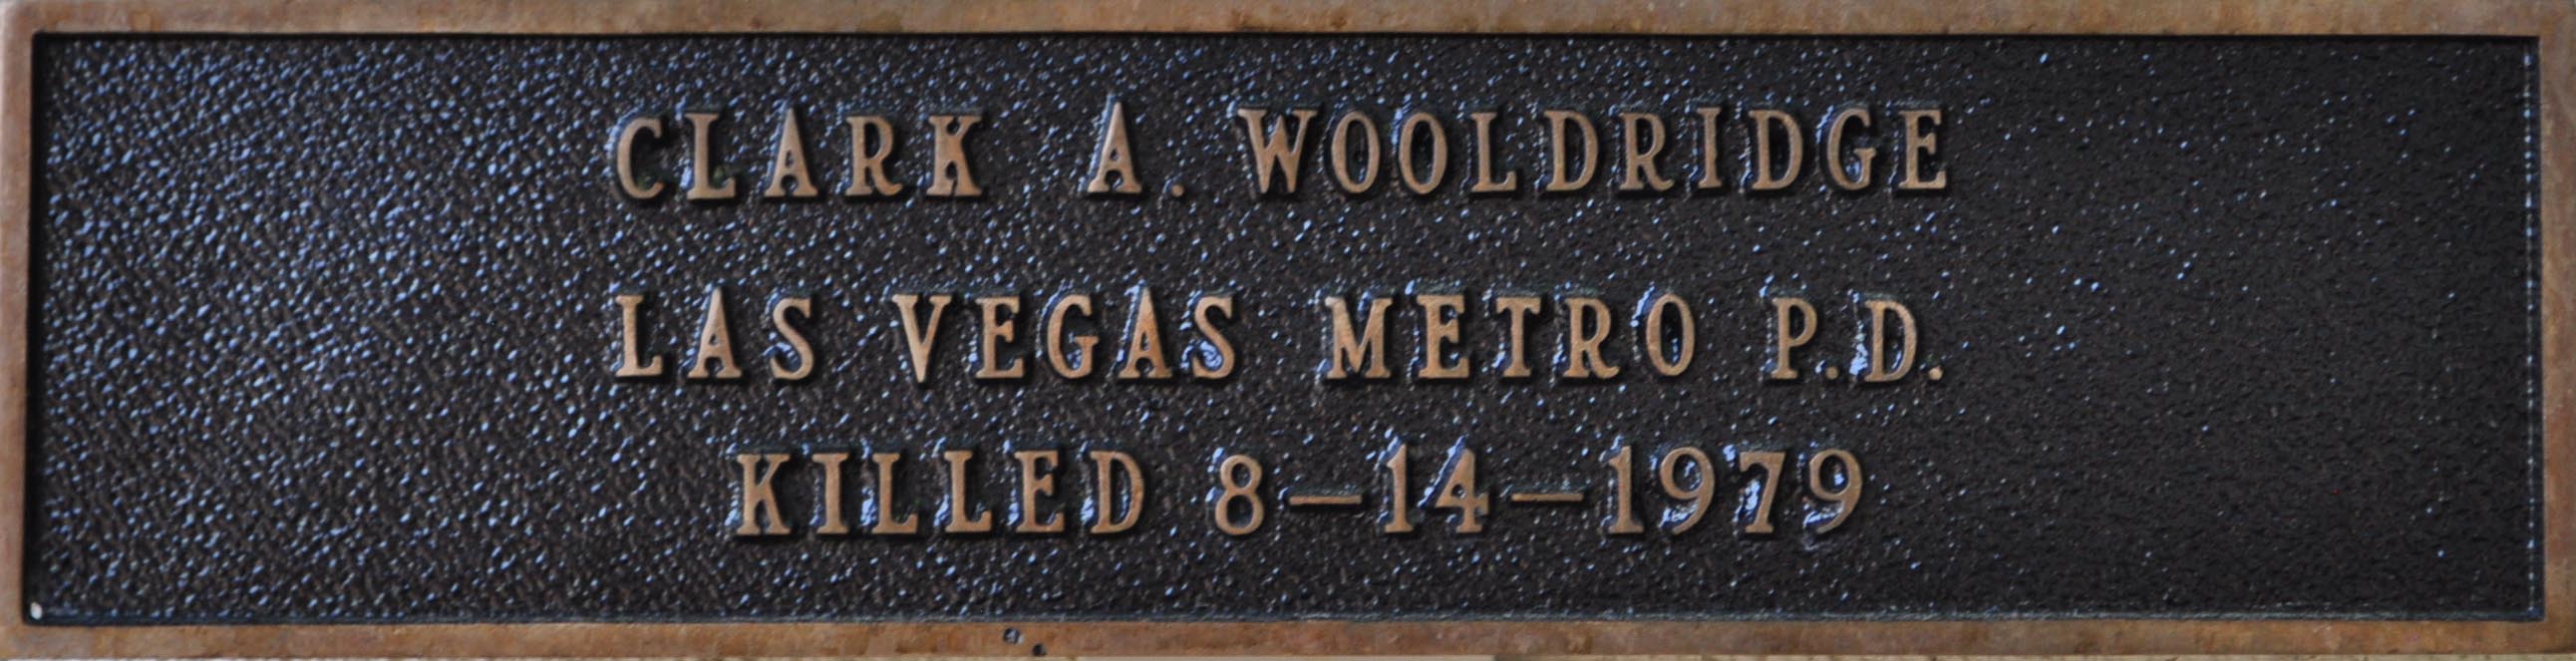 CLARK A. WOOLDRIDGE
LAS VEGAS METRO P.D.
KILLED 8-14-1979